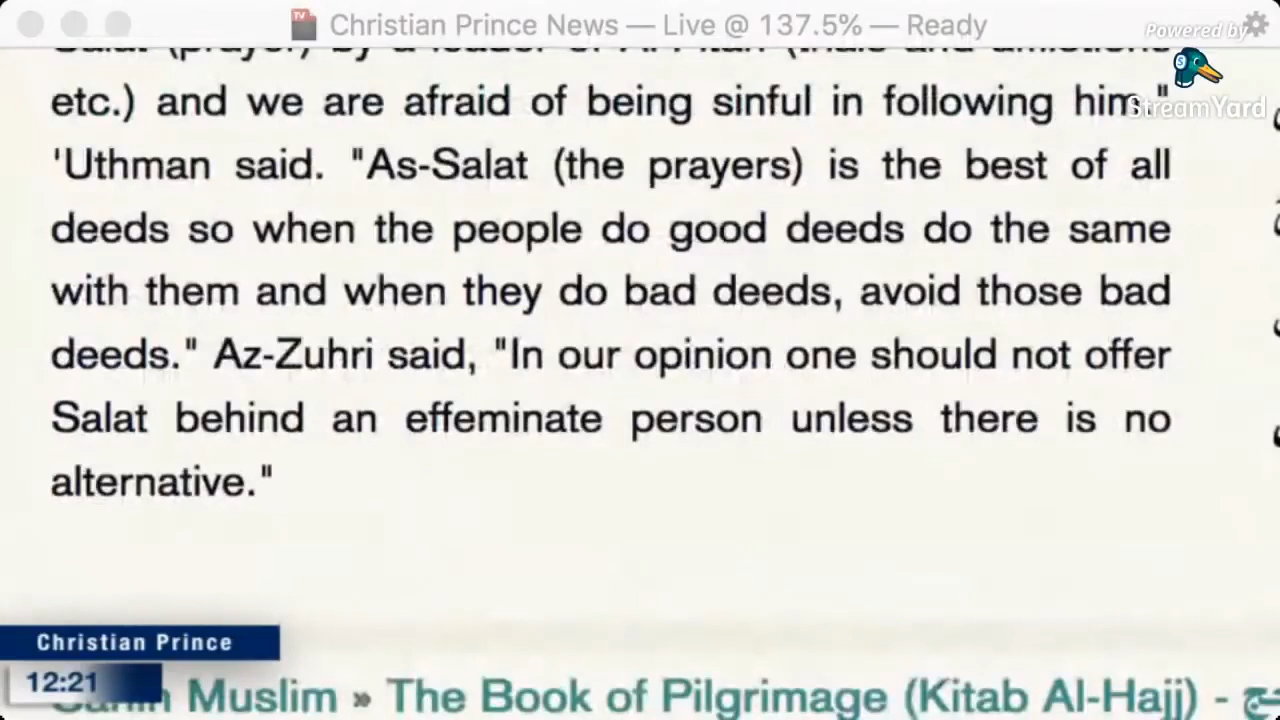 Christian Prince News — Live @ 137.5% — Ready
Powered by
StreamYard
etc.) and we are afraid of being sinful in following him."
'Uthman said. "As-Salat (the prayers) is the best of all
deeds so when the people do good deeds do the same
with them and when they do bad deeds, avoid those bad
deeds." Az-Zuhri said, "In our opinion one should not offer
Salat behind an effeminate person unless there is no
alternative."
Christian Prince
12:21
Muslim » The Book of Pilgrimage (Kitab Al-Hajj) -